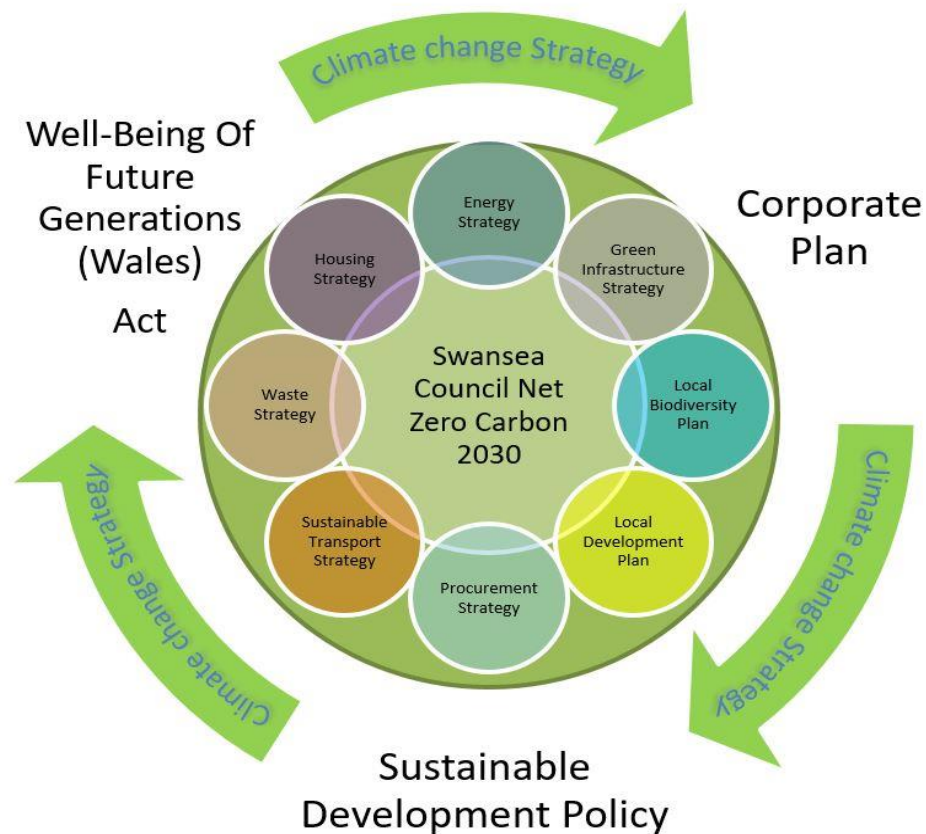 Climate change Strategy
Well-Being Of
Future
Generations
(Wales)
Act
Corporate
Plan
Energy
Strategy
Green
Infrastructure
Strategy
Local
Biodiversity
Plan
Local
Development
Plan
Procurement
Strategy
Sustainable
Transport
Strategy
Waste
Strategy
Housing
Strategy
Swansea
Council Net
Zero Carbon
2030
Climate change Strategy
Climate change Strategy
Sustainable
Development Policy